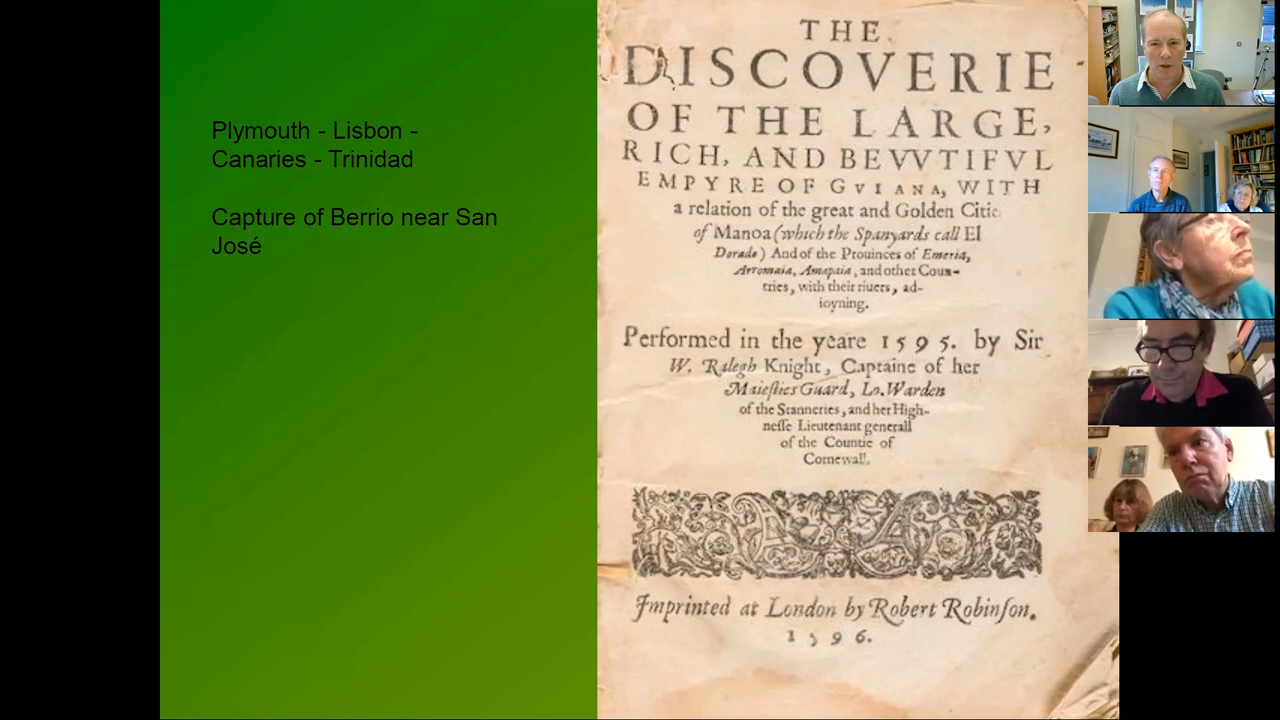 Plymouth - Lisbon -
Canaries - Trinidad
Capture of Berrio near San
José
THE
DISCOVERIE
OF THE LARGE,
RICH, AND BEVVTIFVL
EMPYRE OF GVIANA, WITH
a relation of the great and Golden Citie
of Manoa (which the Spanyards call El
Dorado) And of the Prouinces of Emeria,
Arromaia, Amapaia, and other Coun-
tries, with their riuers, ad-
ioyning.
Performed in the yeare 1595. by Sir
W. Ralegh Knight, Captaine of her
Maieſties Guard, Lo. Warden
of the Stanneries, and her High-
neſſe Lieutenant generall
of the Countie of
Cornewall.
Imprinted at London by Robert Robinſon.
1596.